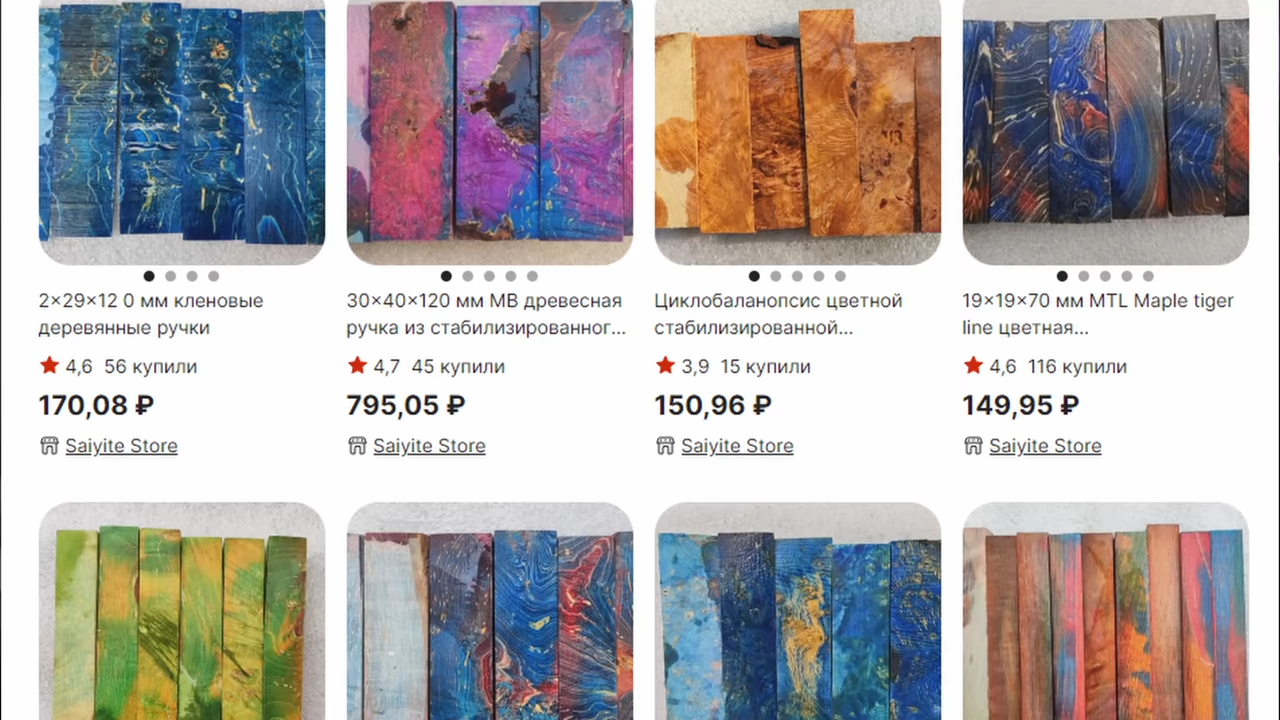 2×29×12 0 мм кленовые
деревянные ручки
4,6 56 купили
170,08 ₽
Saiyite Store
30×40×120 мм MB древесная
ручка из стабилизированног...
4,7 45 купили
795,05 ₽
Saiyite Store
Циклобаланопсис цветной
стабилизированной...
3,9 15 купили
150,96 ₽
Saiyite Store
19×19×70 мм MTL Maple tiger
line цветная...
4,6 116 купили
149,95 ₽
Saiyite Store